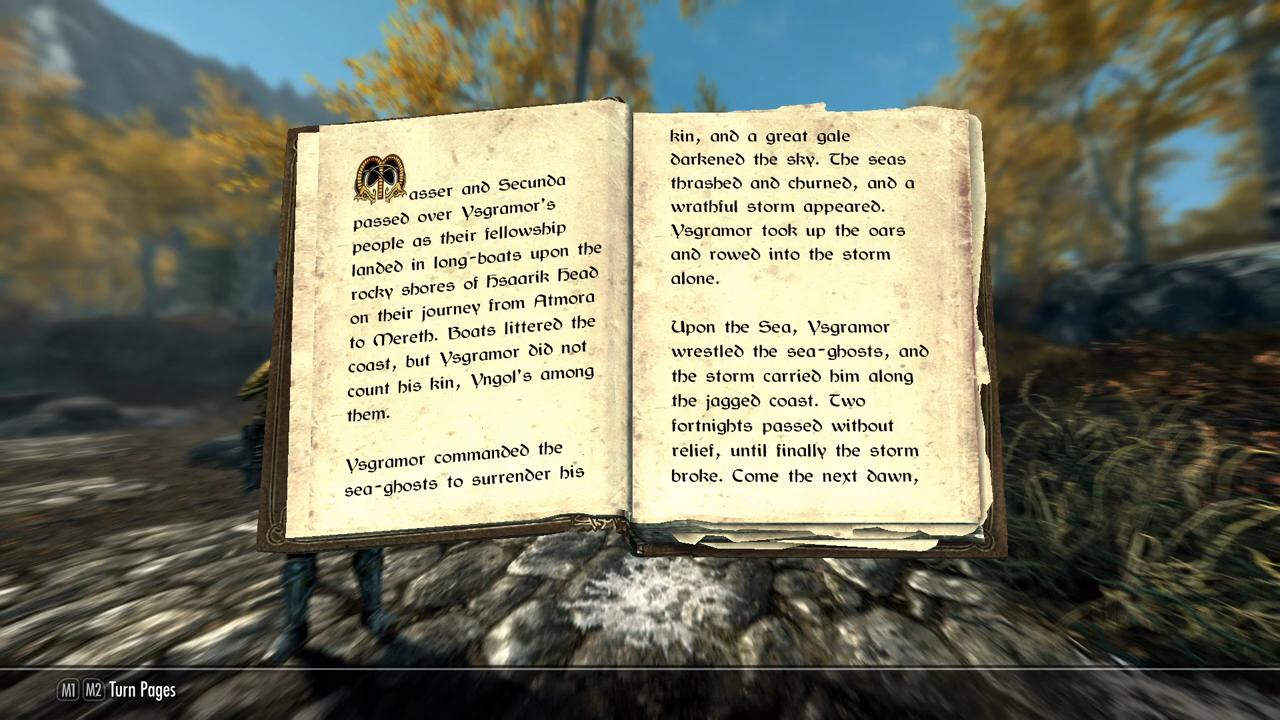 Masser and Secunda
passed over Ysgramor's
people as their fellowship
landed in long-boats upon the
rocky shores of Hsaarik Head
on their journey from Atmora
to Mereth. Boats littered the
coast, but Ysgramor did not
count his kin, Yngol's among
them.
Ysgramor commanded the
sea-ghosts to surrender his
kin, and a great gale
darkened the sky. The seas
thrashed and churned, and a
wrathful storm appeared.
Ysgramor took up the oars
and rowed into the storm
alone.
Upon the Sea, Ysgramor
wrestled the sea-ghosts, and
the storm carried him along
the jagged coast. Two
fortnights passed without
relief, until finally the storm
broke. Come the next dawn,
M1 M2 Turn Pages